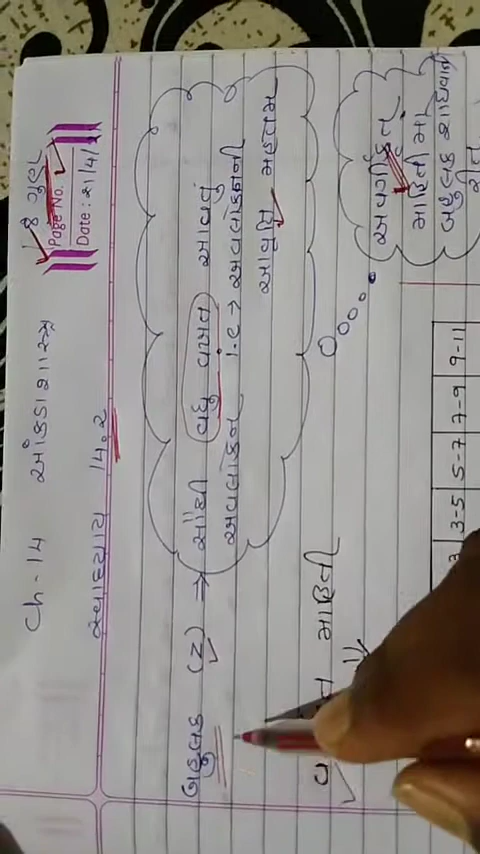 Page No.
Date: 21/4/21
Ch - 14 આંકડાશાસ્ત્ર
સ્વાધ્યાય 14.2
બહુલક (Z) → સૌથી વધુ વખત આવતું
અવલોકન i.e → અવલોકનની
આવૃત્તિ મહત્તમ
માહિતી
અવર્ગીકૃત
માહિતી મા
બહુલક શોધવાની
રીત
3-5 5-7 7-9 9-11